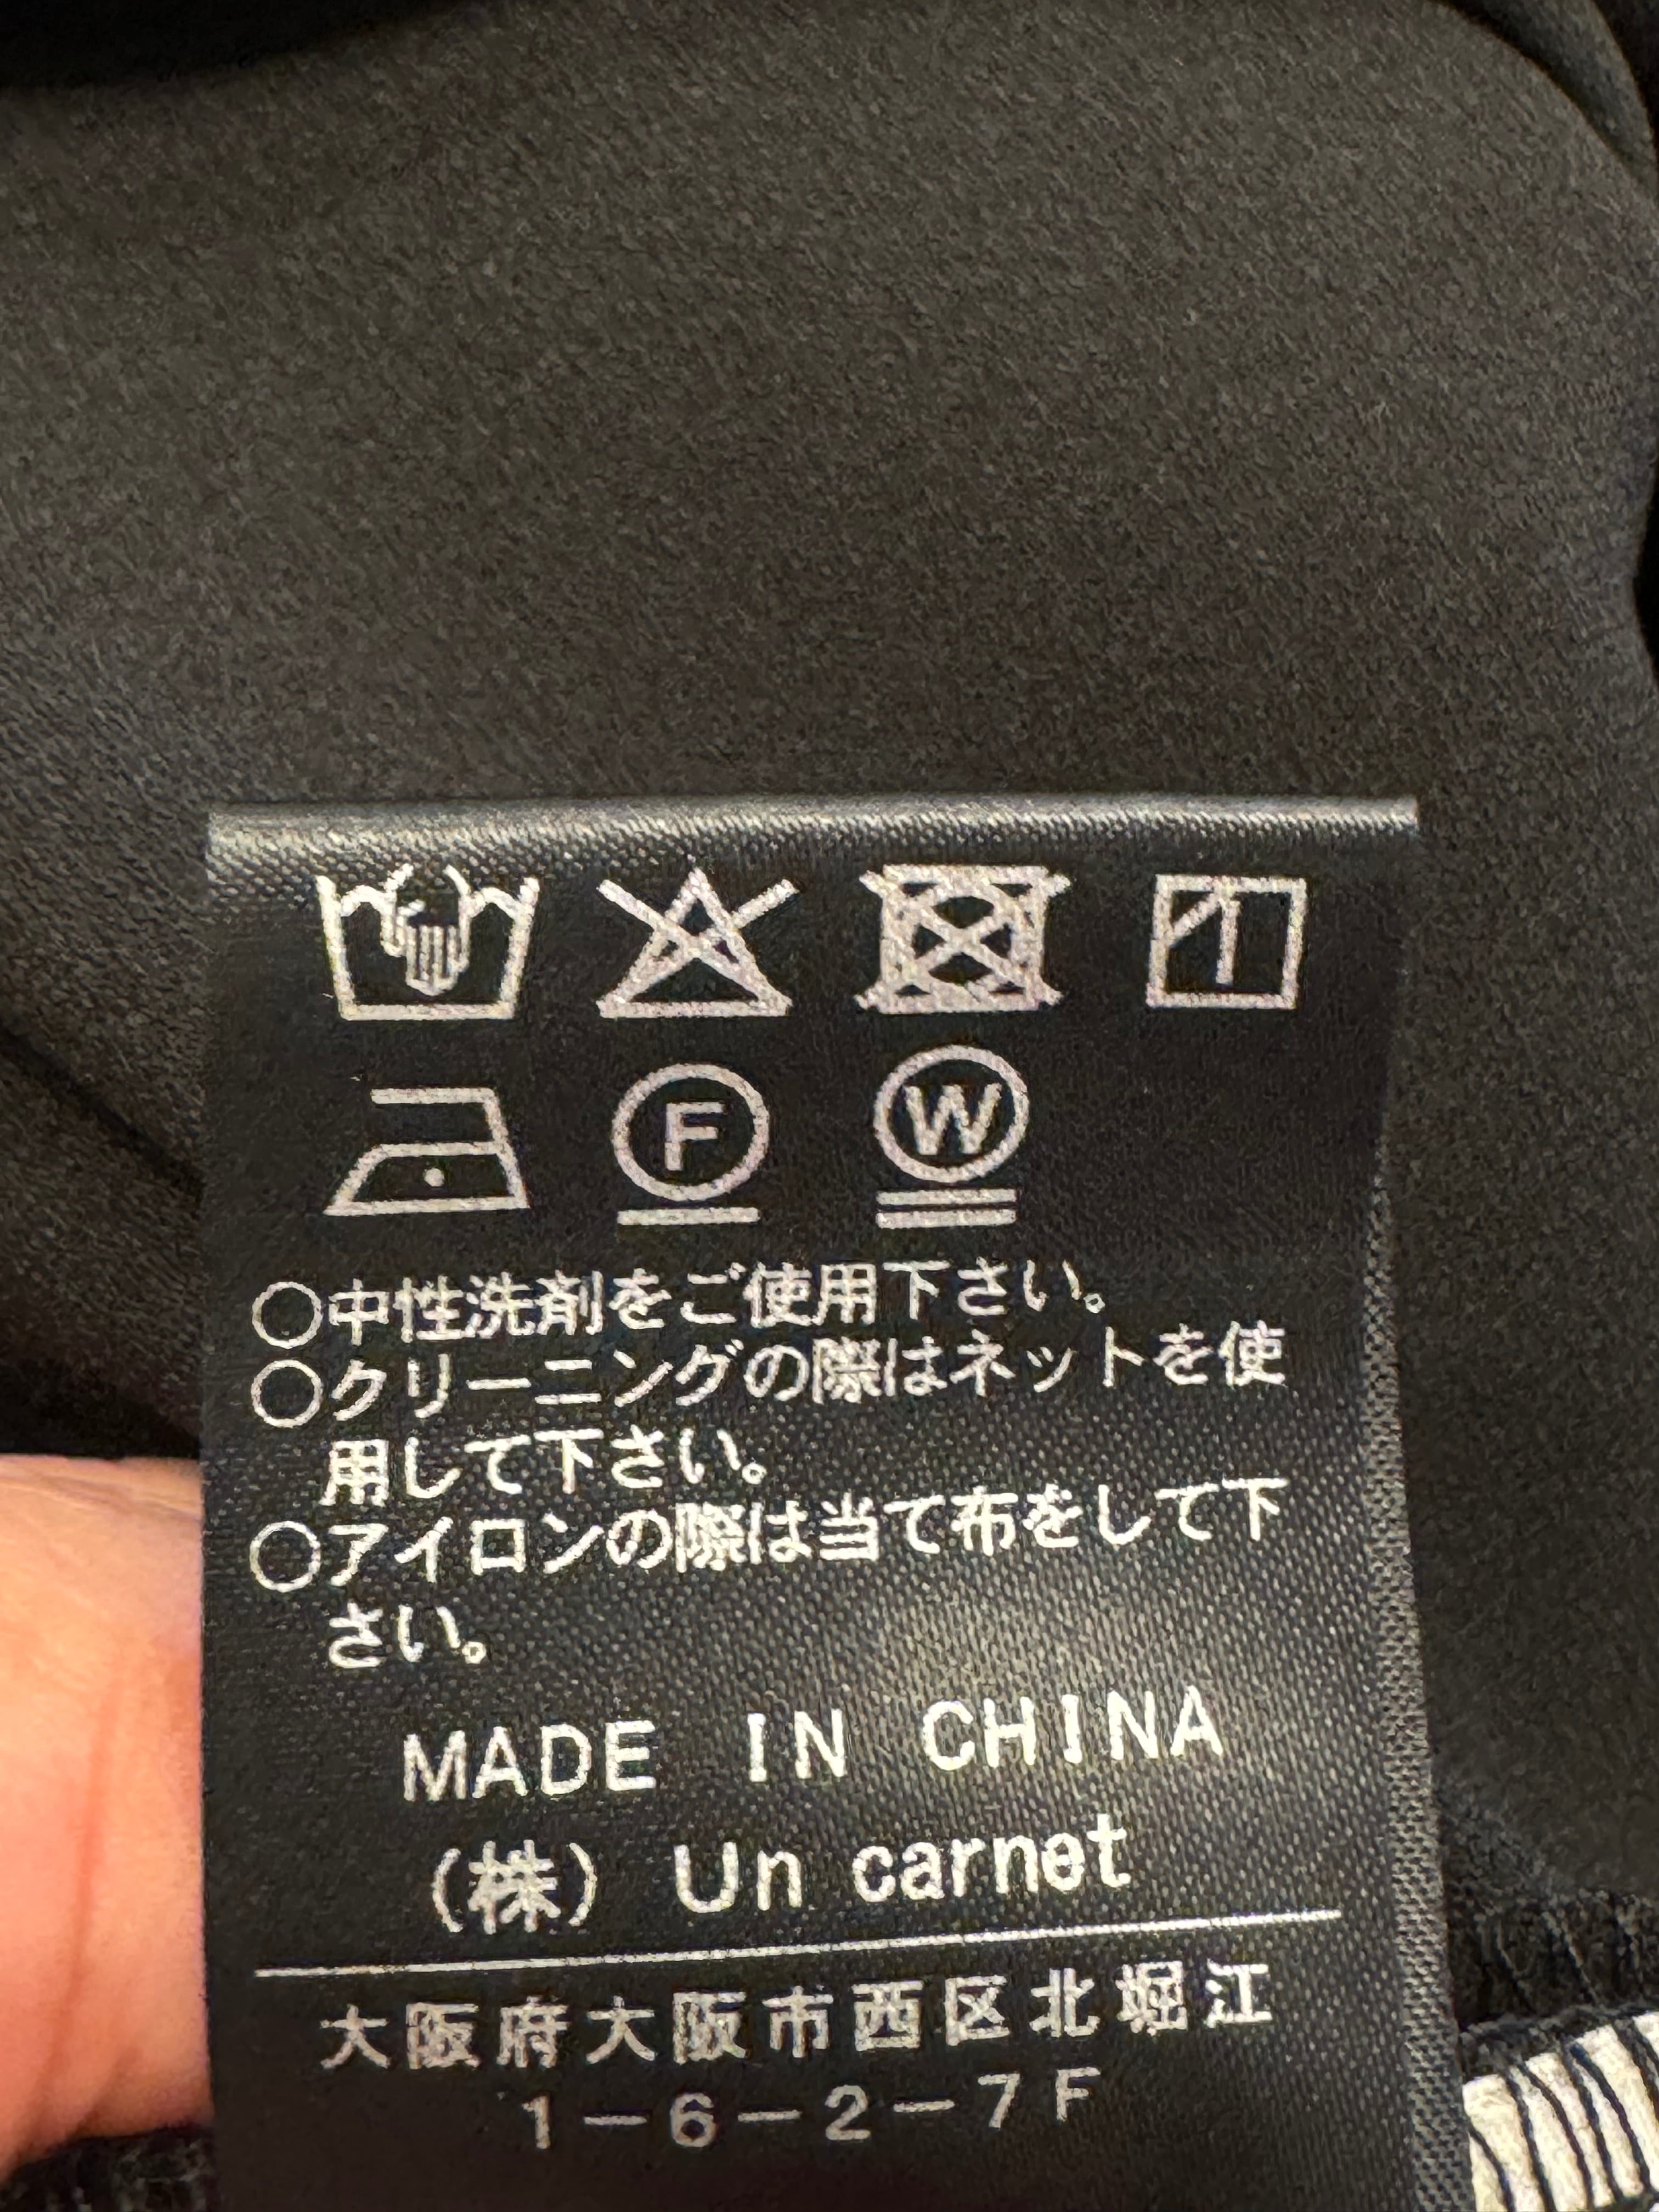 F W
○中性洗剤をご使用下さい。
○クリーニングの際はネットを使
用して下さい。
○アイロンの際は当て布をして下
さい。
MADE IN CHINA
(株) Un carnet
大阪府大阪市西区北堀江
1－6－2－7F